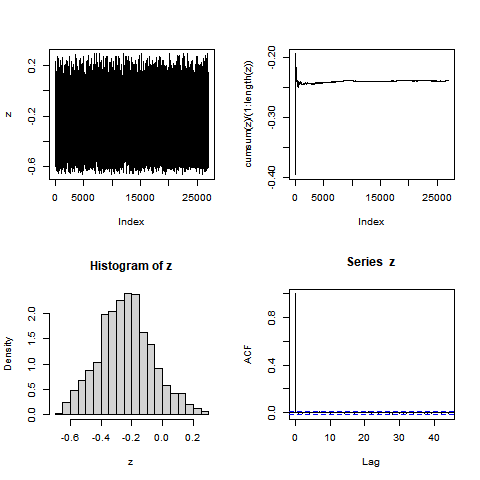 z
0.2
-0.2
-0.6
0 5000 15000 25000
Index
cumsum(z)/(1:length(z))
-0.20
-0.30
-0.40
0 5000 15000 25000
Index
Histogram of z
Density
2.0
1.5
1.0
0.5
0.0
-0.6 -0.4 -0.2 0.0 0.2
z
Series z
ACF
0.8
0.4
0.0
0 10 20 30 40
Lag